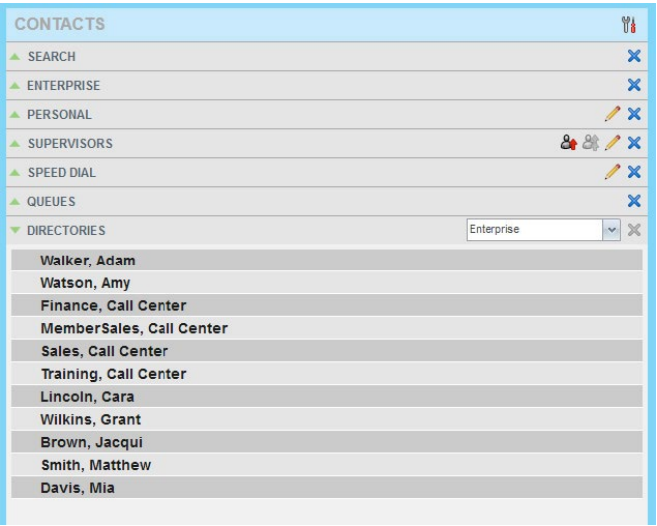 CONTACTS
SEARCH
ENTERPRISE
PERSONAL
SUPERVISORS
SPEED DIAL
QUEUES
DIRECTORIES Enterprise
Walker, Adam
Watson, Amy
Finance, Call Center
MemberSales, Call Center
Sales, Call Center
Training, Call Center
Lincoln, Cara
Wilkins, Grant
Brown, Jacqui
Smith, Matthew
Davis, Mia